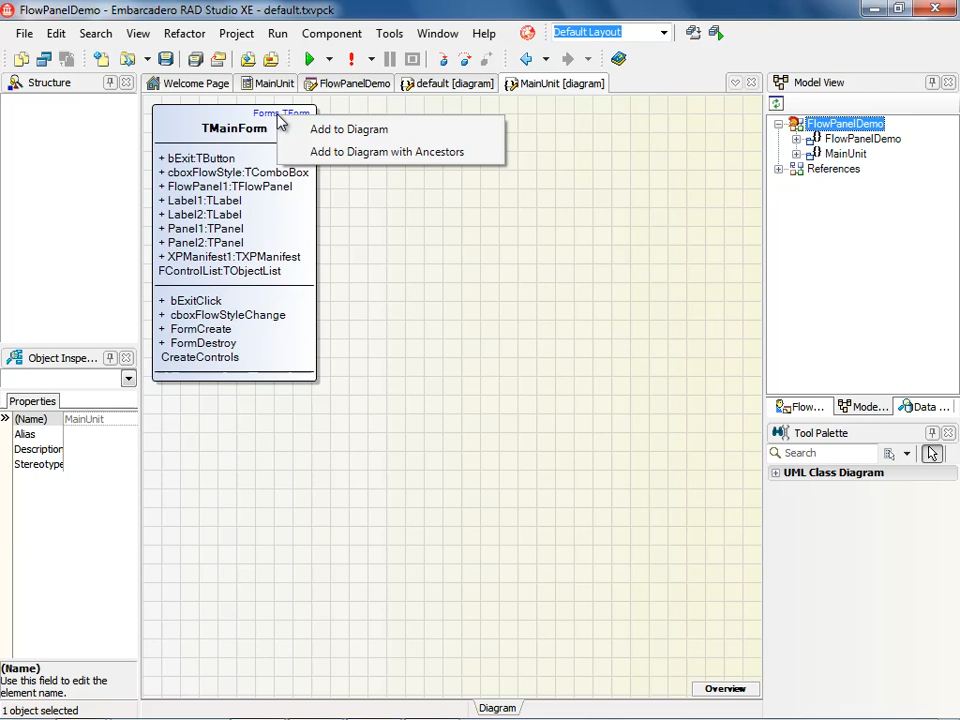 FlowPanelDemo - Embarcadero RAD Studio XE - default.txvpck
File Edit Search View Refactor Project Run Component Tools Window Help
Default Layout
Structure
Welcome Page MainUnit FlowPanelDemo default [diagram] MainUnit [diagram]
Model View
Forms.TForm
TMainForm
+ bExit:TButton
+ cboxFlowStyle:TComboBox
+ FlowPanel1:TFlowPanel
+ Label1:TLabel
+ Label2:TLabel
+ Panel1:TPanel
+ Panel2:TPanel
+ XPManifest1:TXPManifest
FControlList:TObjectList
+ bExitClick
+ cboxFlowStyleChange
+ FormCreate
+ FormDestroy
CreateControls
Add to Diagram
Add to Diagram with Ancestors
FlowPanelDemo
FlowPanelDemo
MainUnit
References
Object Inspe...
Properties
(Name) MainUnit
Alias
Description
Stereotype
(Name)
Use this field to edit the
element name.
1 object selected
Flow... Mode... Data ...
Tool Palette
Search
UML Class Diagram
Overview
Diagram